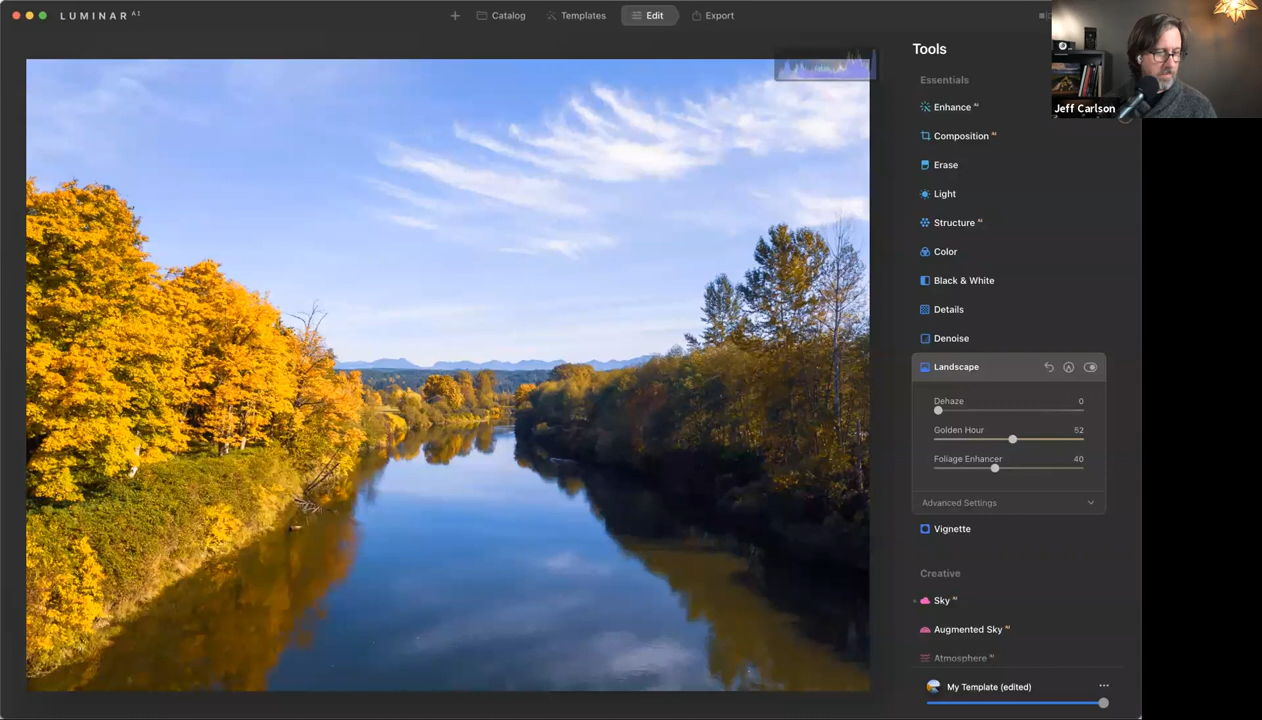 LUMINAR AI
Catalog
Templates
Edit
Export
Tools
Essentials
Enhance AI
Composition AI
Erase
Light
Structure AI
Color
Black & White
Details
Denoise
Landscape
Dehaze 0
Golden Hour 52
Foliage Enhancer 40
Advanced Settings
Vignette
Creative
Sky AI
Augmented Sky AI
Atmosphere AI
My Template (edited)
Jeff Carlson